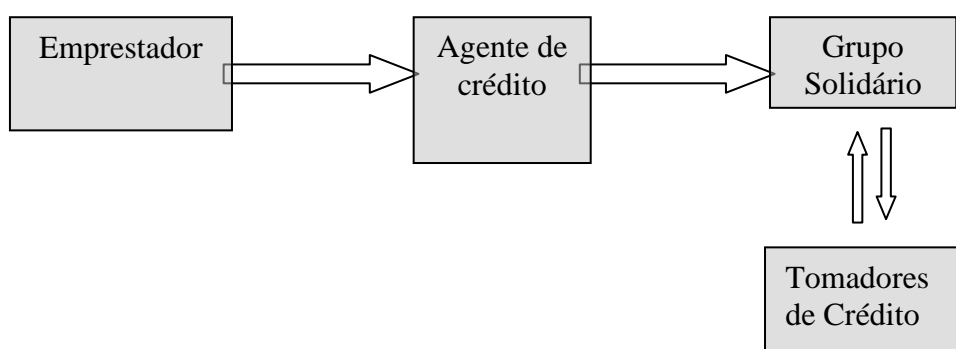 Emprestador
Agente de
crédito
Grupo
Solidário
Tomadores
de Crédito